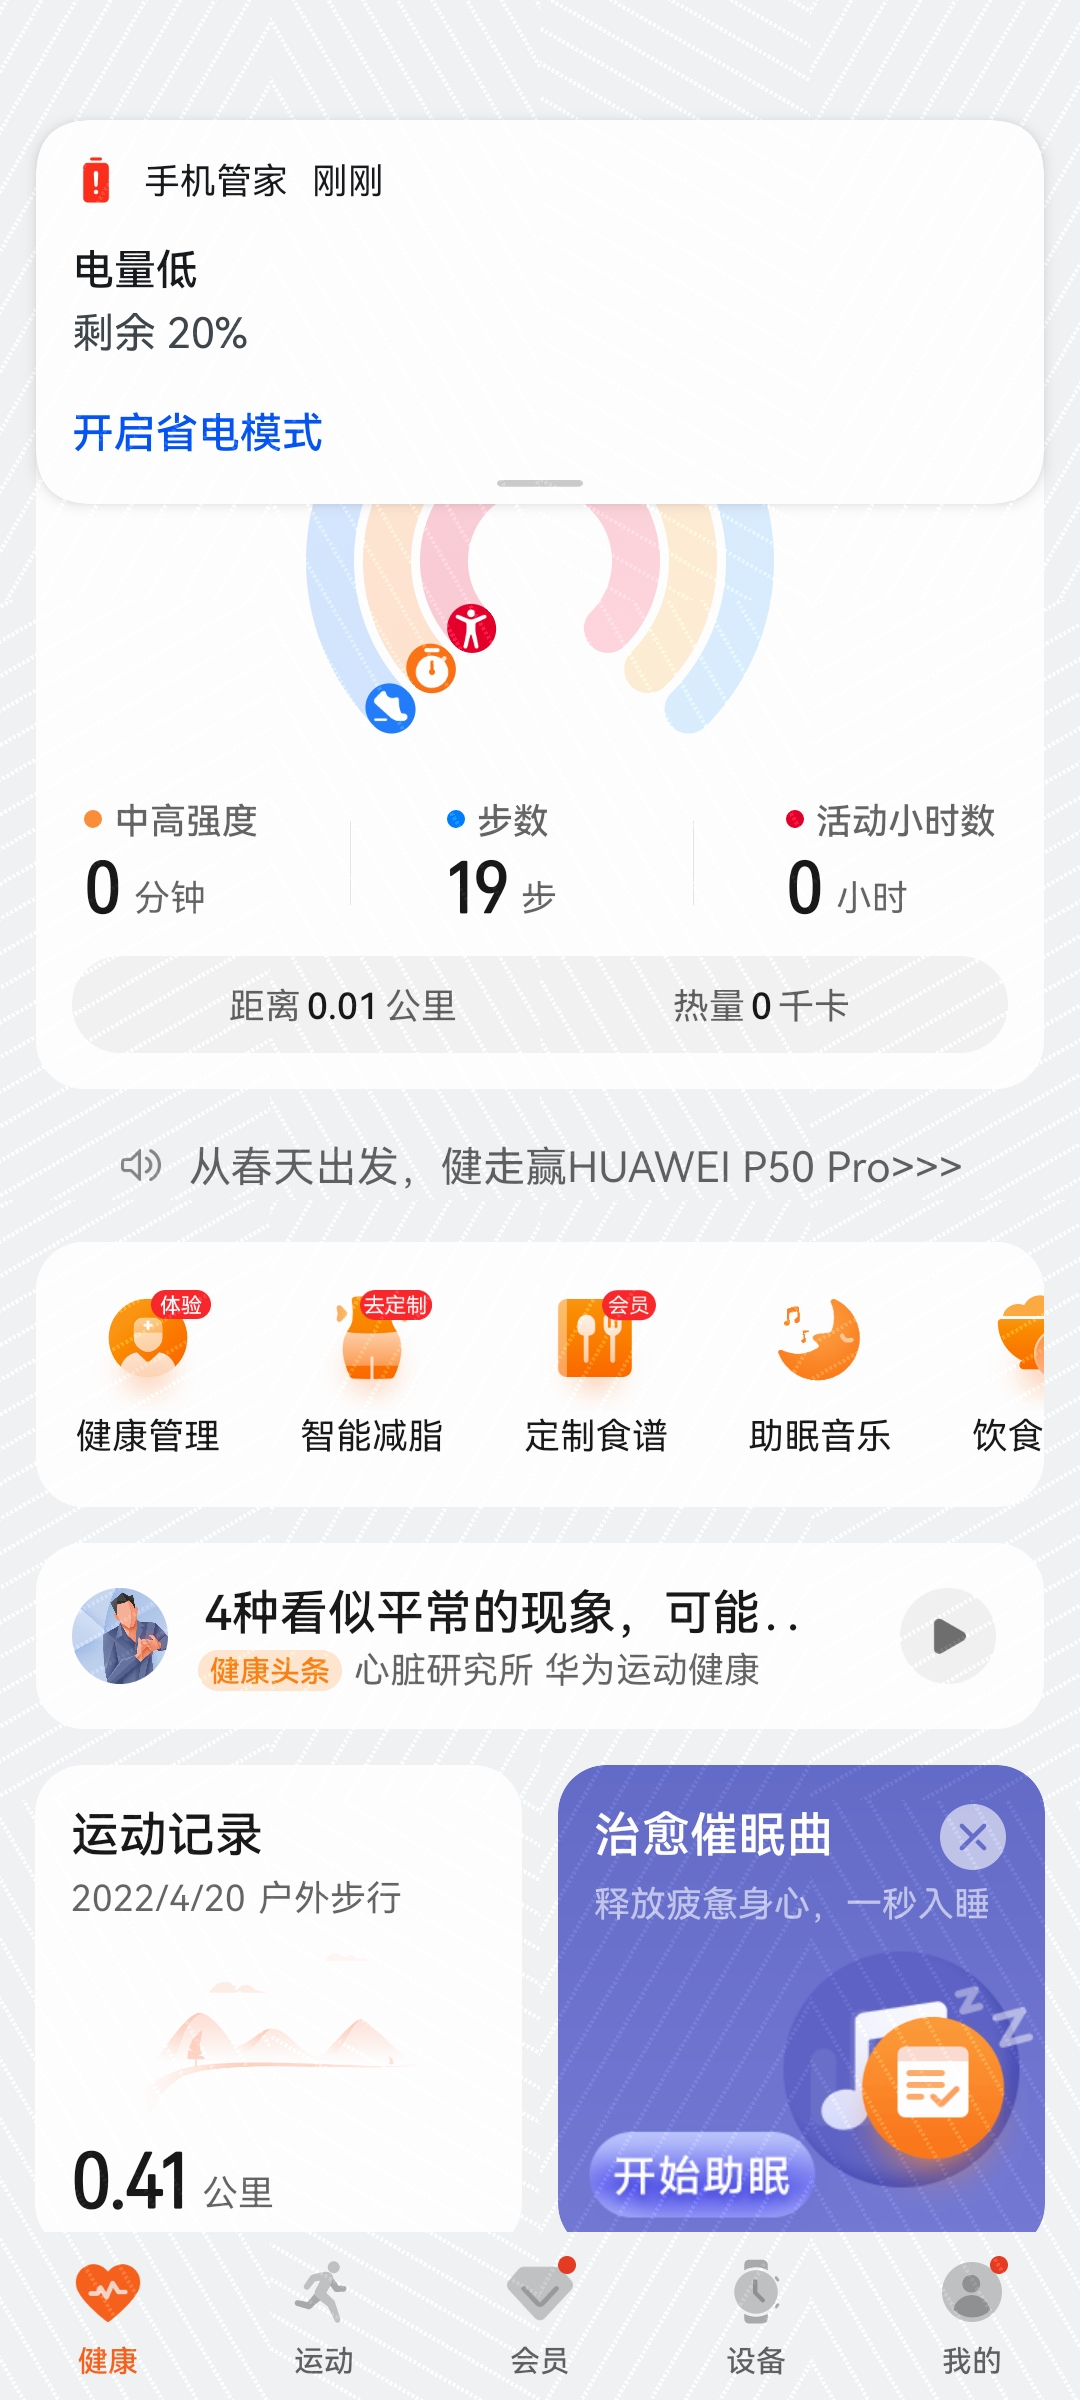 手机管家 刚刚
电量低
剩余 20%
开启省电模式
中高强度 步数 活动小时数
0 分钟 19 步 0 小时
距离 0.01 公里 热量 0 千卡
从春天出发，健走赢HUAWEI P50 Pro>>>
体验 去定制 会员
健康管理 智能减脂 定制食谱 助眠音乐 饮食
4种看似平常的现象，可能..
健康头条 心脏研究所 华为运动健康
运动记录
2022/4/20 户外步行
0.41 公里
治愈催眠曲
释放疲惫身心，一秒入睡
开始助眠
健康 运动 会员 设备 我的